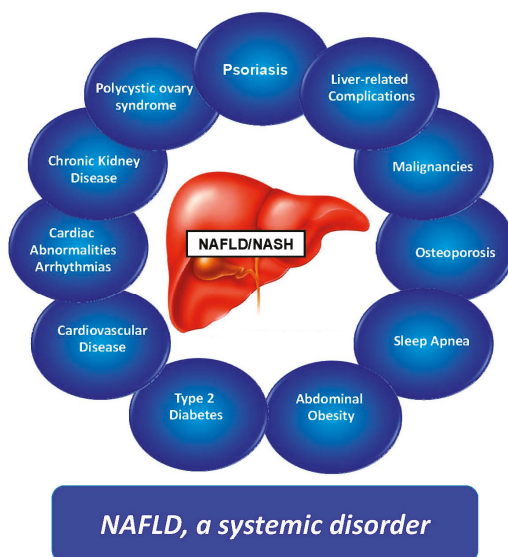 Psoriasis
Liver-related
Complications
Malignancies
Osteoporosis
Sleep Apnea
Abdominal
Obesity
Type 2
Diabetes
Cardiovascular
Disease
Cardiac
Abnormalities
Arrhythmias
Chronic Kidney
Disease
Polycystic ovary
syndrome
NAFLD/NASH
NAFLD, a systemic disorder